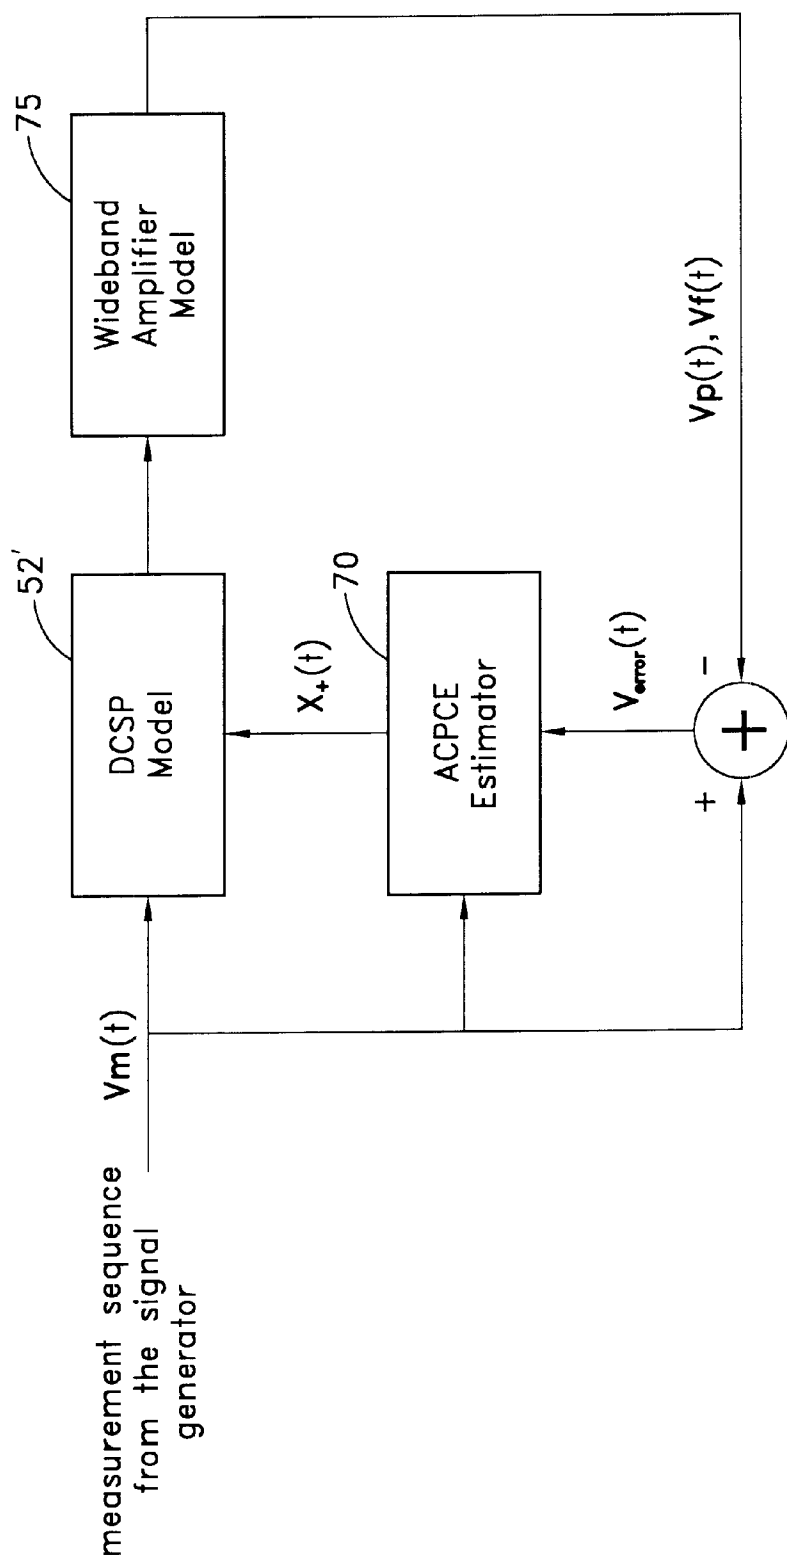 measurement sequence
from the signal
generator
Vm(t)
DCSP
Model
52'
Wideband
Amplifier
Model
75
X+(t)
ACPCE
Estimator
70
Verror(t)
+
-
+
Vp(t), Vf(t)